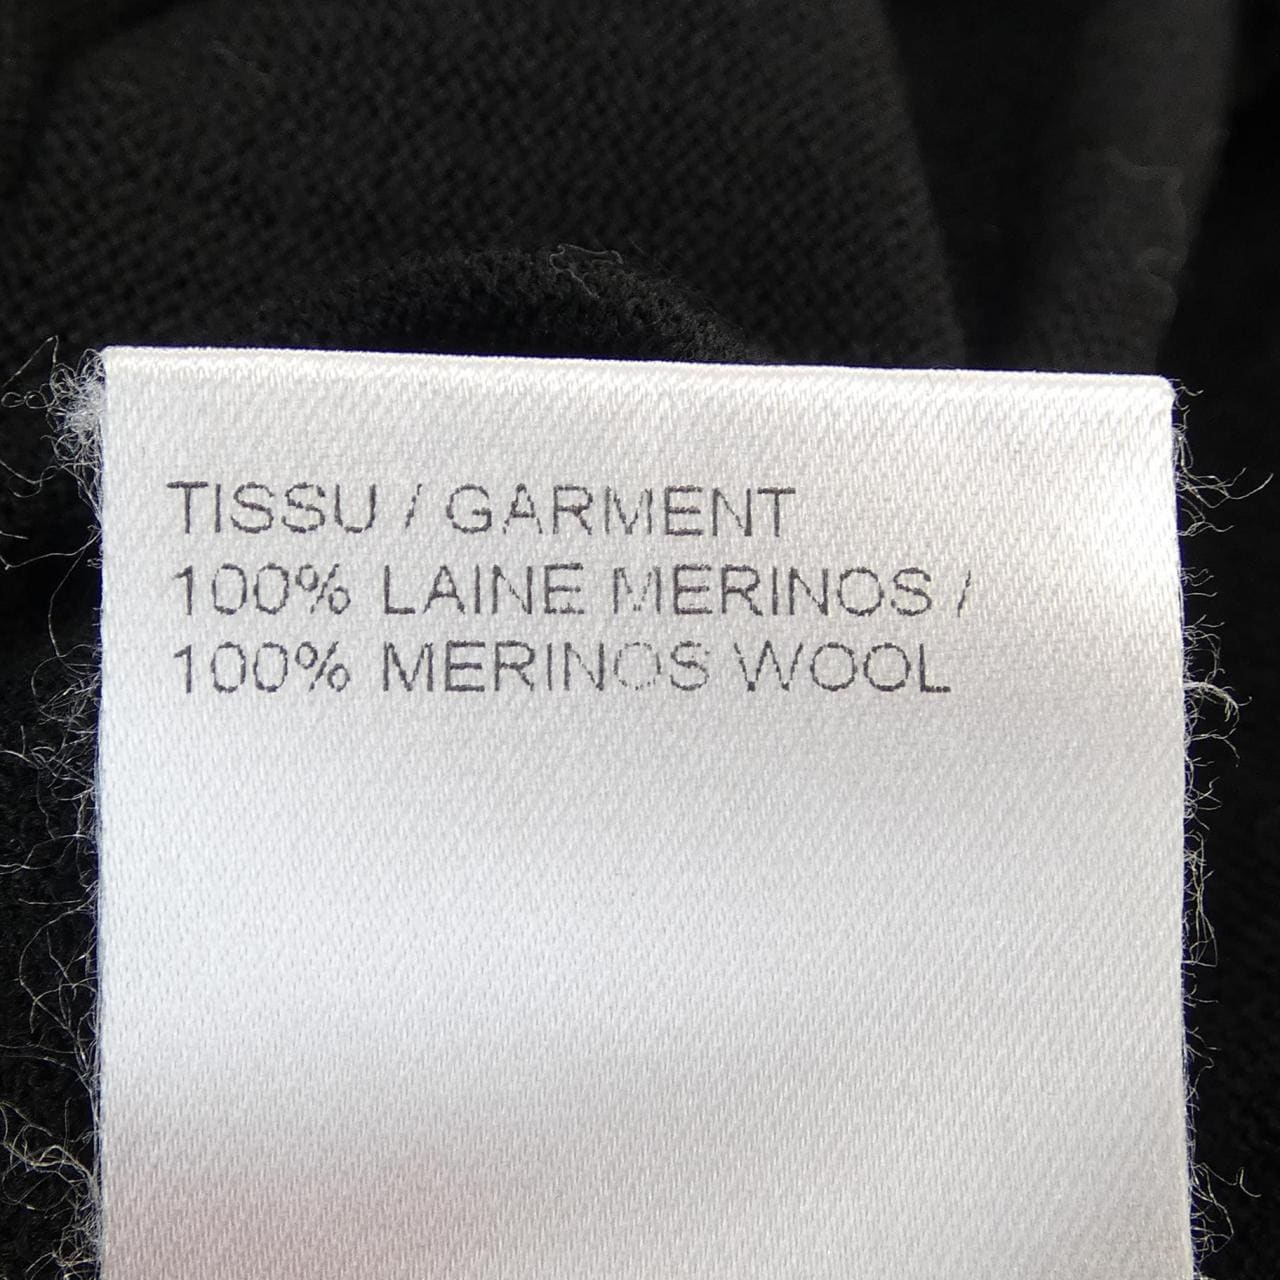 TISSU / GARMENT
100% LAINE MERINOS /
100% MERINOS WOOL